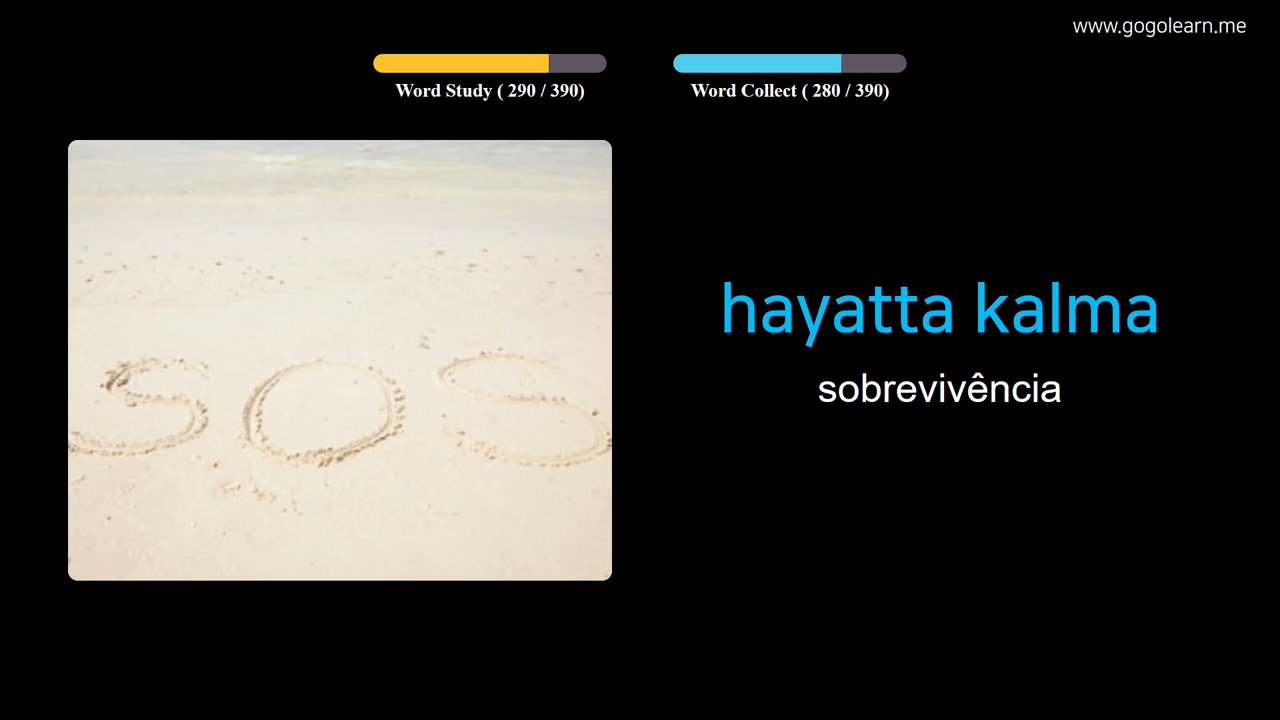 www.gogolearn.me
Word Study ( 290 / 390)
Word Collect ( 280 / 390)
SOS
hayatta kalma
sobrevivência